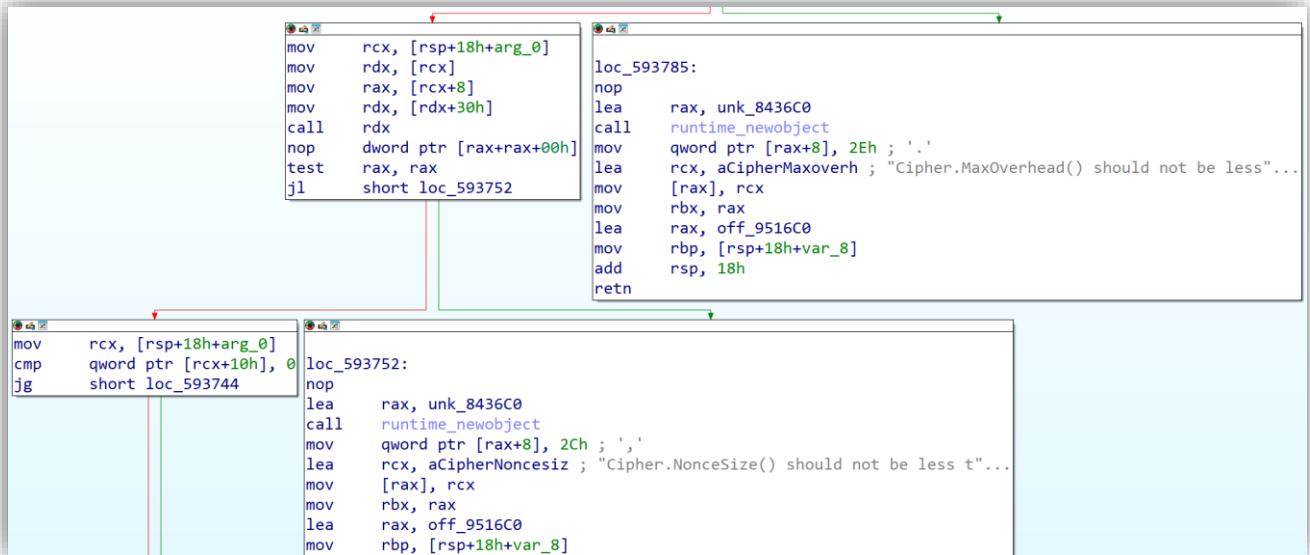 mov rcx, [rsp+18h+arg_0]
mov rdx, [rcx]
mov rax, [rcx+8]
mov rdx, [rdx+30h]
call rdx
nop dword ptr [rax+rax+00h]
test rax, rax
jl short loc_593752
loc_593785:
nop
lea rax, unk_8436C0
call runtime_newobject
mov qword ptr [rax+8], 2Eh ; '.'
lea rcx, aCipherMaxoverh ; "Cipher.MaxOverhead() should not be less"...
mov [rax], rcx
mov rbx, rax
lea rax, off_9516C0
mov rbp, [rsp+18h+var_8]
add rsp, 18h
retn
mov rcx, [rsp+18h+arg_0]
cmp qword ptr [rcx+10h], 0
jg short loc_593744
loc_593752:
nop
lea rax, unk_8436C0
call runtime_newobject
mov qword ptr [rax+8], 2Ch ; ','
lea rcx, aCipherNoncesiz ; "Cipher.NonceSize() should not be less t"...
mov [rax], rcx
mov rbx, rax
lea rax, off_9516C0
mov rbp, [rsp+18h+var_8]